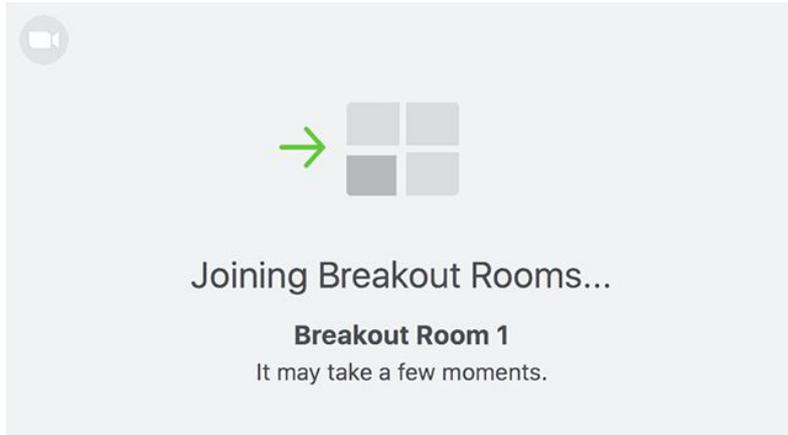 Joining Breakout Rooms...
Breakout Room 1
It may take a few moments.